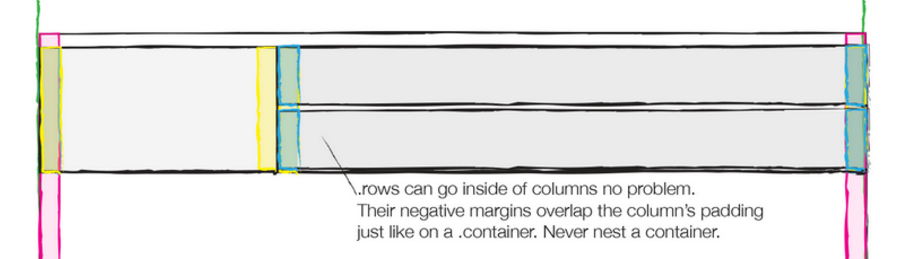 .rows can go inside of columns no problem.
Their negative margins overlap the column's padding
just like on a .container. Never nest a container.